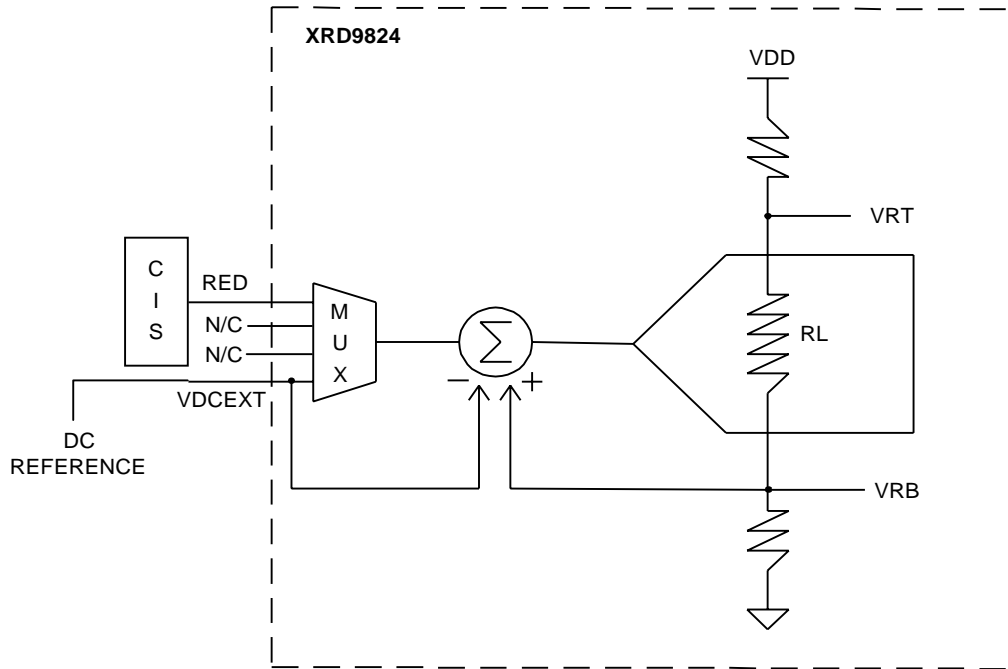 XRD9824
VDD
VRT
C
I
S
RED
N/C
N/C
VDCEXT
M
U
X
Σ
−
+
RL
DC
REFERENCE
VRB